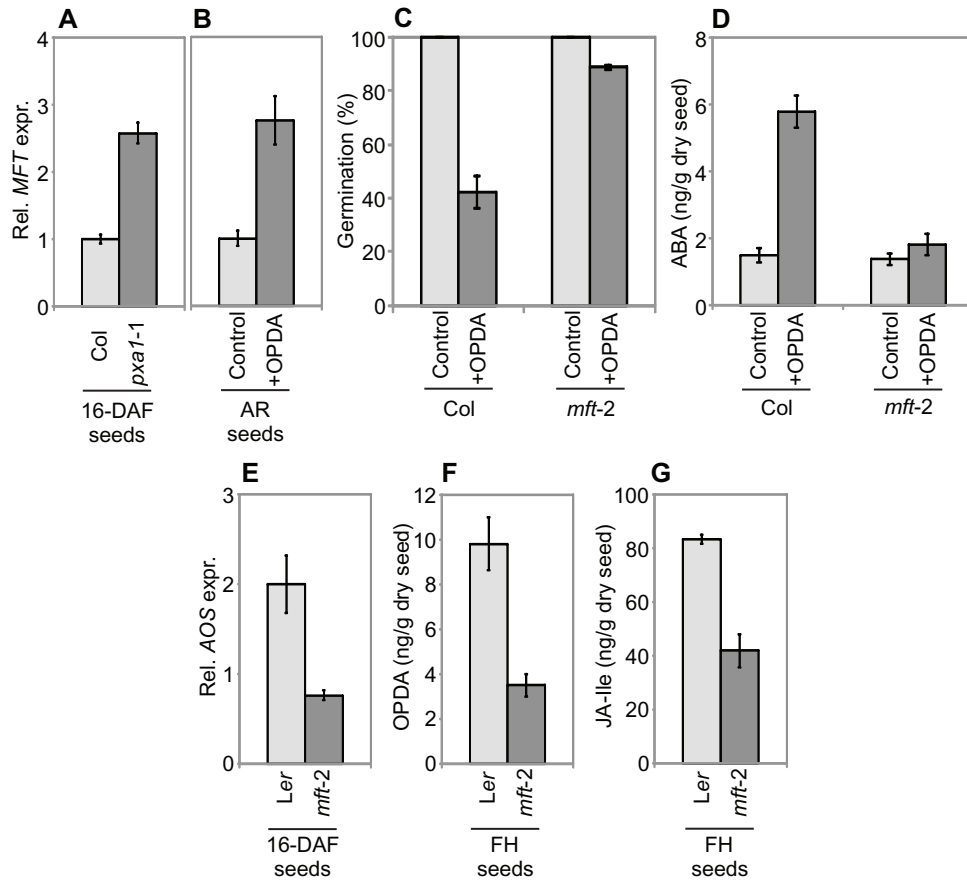 A
Rel. MFT expr.
4
3
2
1
0
Col
pxa1-1
16-DAF
seeds
B
Control
+OPDA
AR
seeds
C
Germination (%)
100
80
60
40
20
0
Control
+OPDA
Col
Control
+OPDA
mft-2
D
ABA (ng/g dry seed)
8
6
4
2
0
Control
+OPDA
Col
Control
+OPDA
mft-2
E
Rel. AOS expr.
3
2
1
0
Ler
mft-2
16-DAF
seeds
F
OPDA (ng/g dry seed)
12
10
8
6
4
2
0
Ler
mft-2
FH
seeds
G
JA-Ile (ng/g dry seed)
100
80
60
40
20
0
Ler
mft-2
FH
seeds